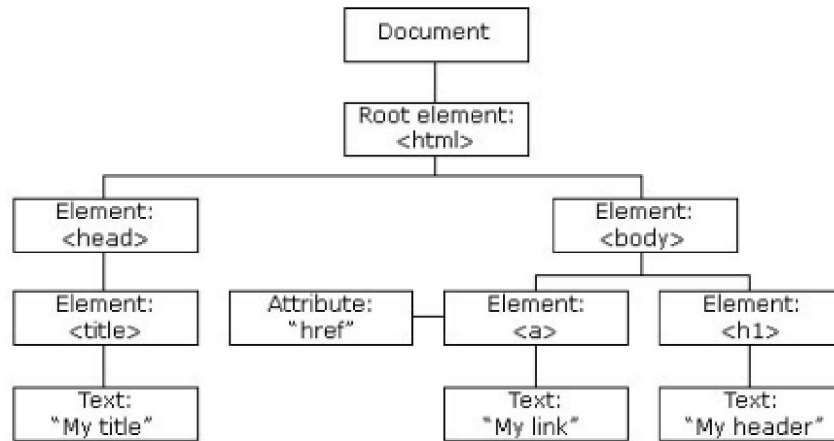 Document
Root element:
<html>
Element:
<head>
Element:
<body>
Element:
<title>
Attribute:
“href”
Element:
<a>
Element:
<h1>
Text:
“My title”
Text:
“My link”
Text:
“My header”